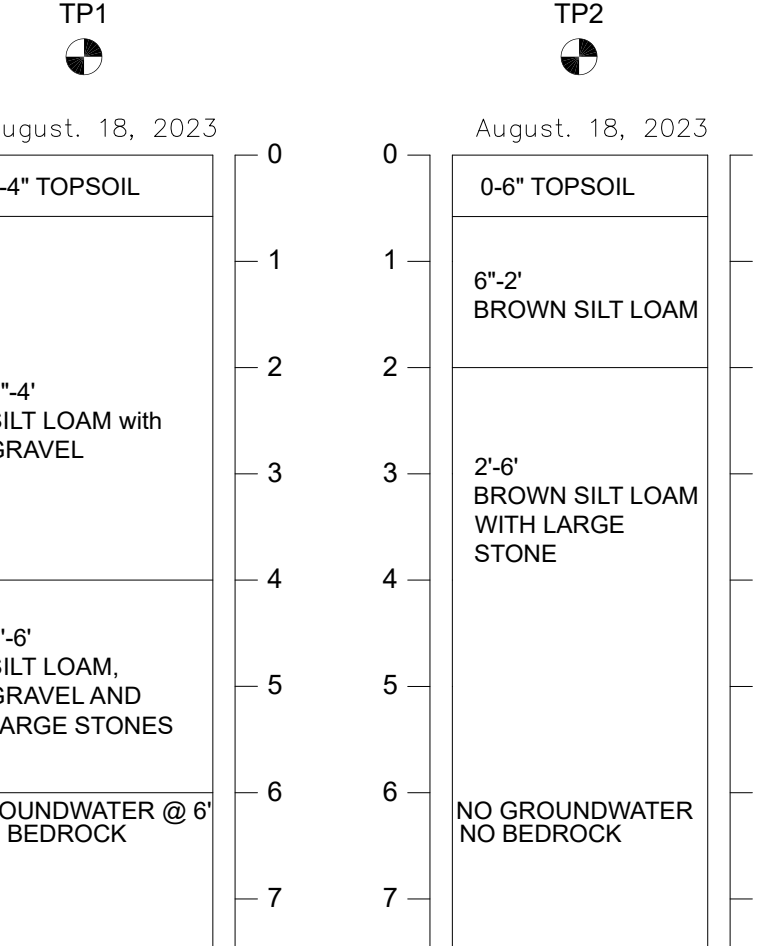 TP1
ugust. 18, 2023
-4" TOPSOIL
"-4'
SILT LOAM with
GRAVEL
'-6'
SILT LOAM,
GRAVEL AND
LARGE STONES
OUNDWATER @ 6'
BEDROCK
0
1
2
3
4
5
6
7
TP2
August. 18, 2023
0
1
2
3
4
5
6
7
0-6" TOPSOIL
6"-2'
BROWN SILT LOAM
2'-6'
BROWN SILT LOAM
WITH LARGE
STONE
NO GROUNDWATER
NO BEDROCK